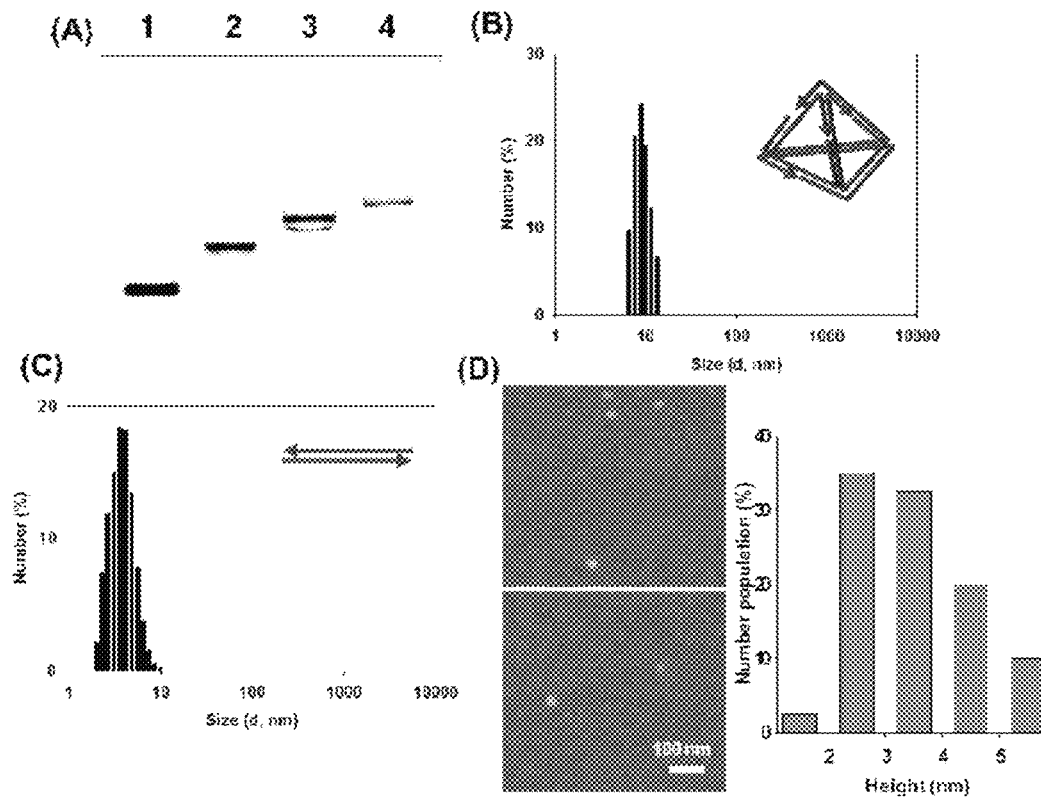 (A) 1 2 3 4
(B)
30
20
10
0
Number (%)
1 10 100 1000 10000
Size (d, nm)
(C)
20
10
0
Number (%)
1 10 100 1000 10000
Size (d, nm)
(D)
100 nm
40
30
20
10
0
Number population (%)
2 3 4 5
Height (nm)